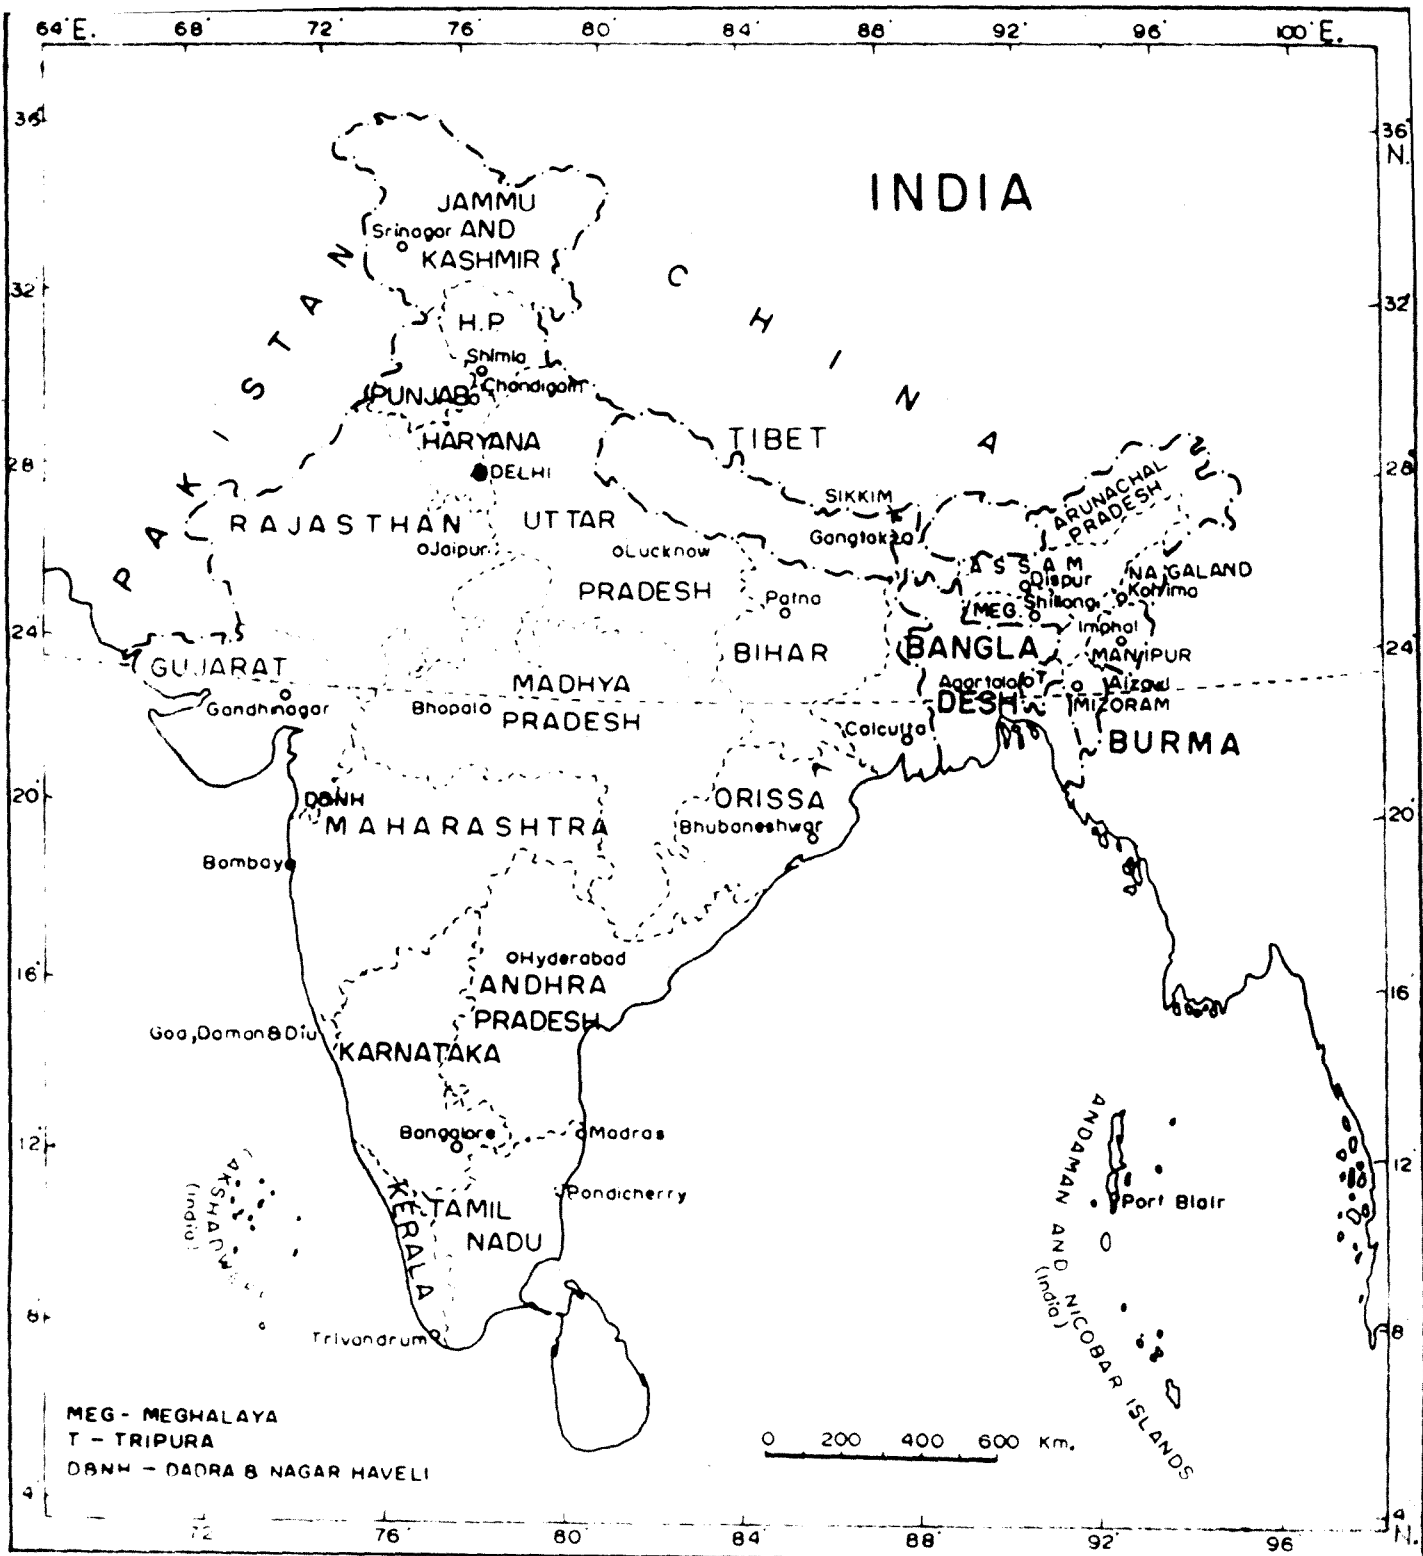 64°E. 68° 72° 76° 80° 84° 88° 92° 96° 100°E.
36° 36°
N.
INDIA
JAMMU
Srinagar AND
KASHMIR
PAKISTAN
CHINA
32° 32°
H.P
Shimla
Chandigarh
PUNJAB
HARYANA
TIBET
28° 28°
DELHI
SIKKIM
ARUNACHAL
PRADESH
RAJASTHAN UTTAR
Gangtok
Jaipur Lucknow
ASSAM NAGALAND
Dispur
PRADESH Patna
Kohima
MEG. Shillong
Imphal
24° 24°
GUJARAT BIHAR BANGLA
MANIPUR
MADHYA
Agartala T Aizawl
Gandhinagar Bhopal
PRADESH DESH MIZORAM
Calcutta
BURMA
20° 20°
D&NH ORISSA
MAHARASHTRA Bhubaneshwar
Bombay
Hyderabad
16° 16°
ANDHRA
PRADESH
Goa, Daman & Diu
KARNATAKA
Bangalore Madras
12° 12°
Pondicherry
Port Blair
KERALA
TAMIL
NADU
(India)
ANDAMAN AND NICOBAR ISLANDS
(India)
8° 8°
Trivandrum
MEG - MEGHALAYA
T - TRIPURA
D&NH - DADRA & NAGAR HAVELI
0 200 400 600 Km.
4° 4°
N.
72 76 80 84 88° 92° 96